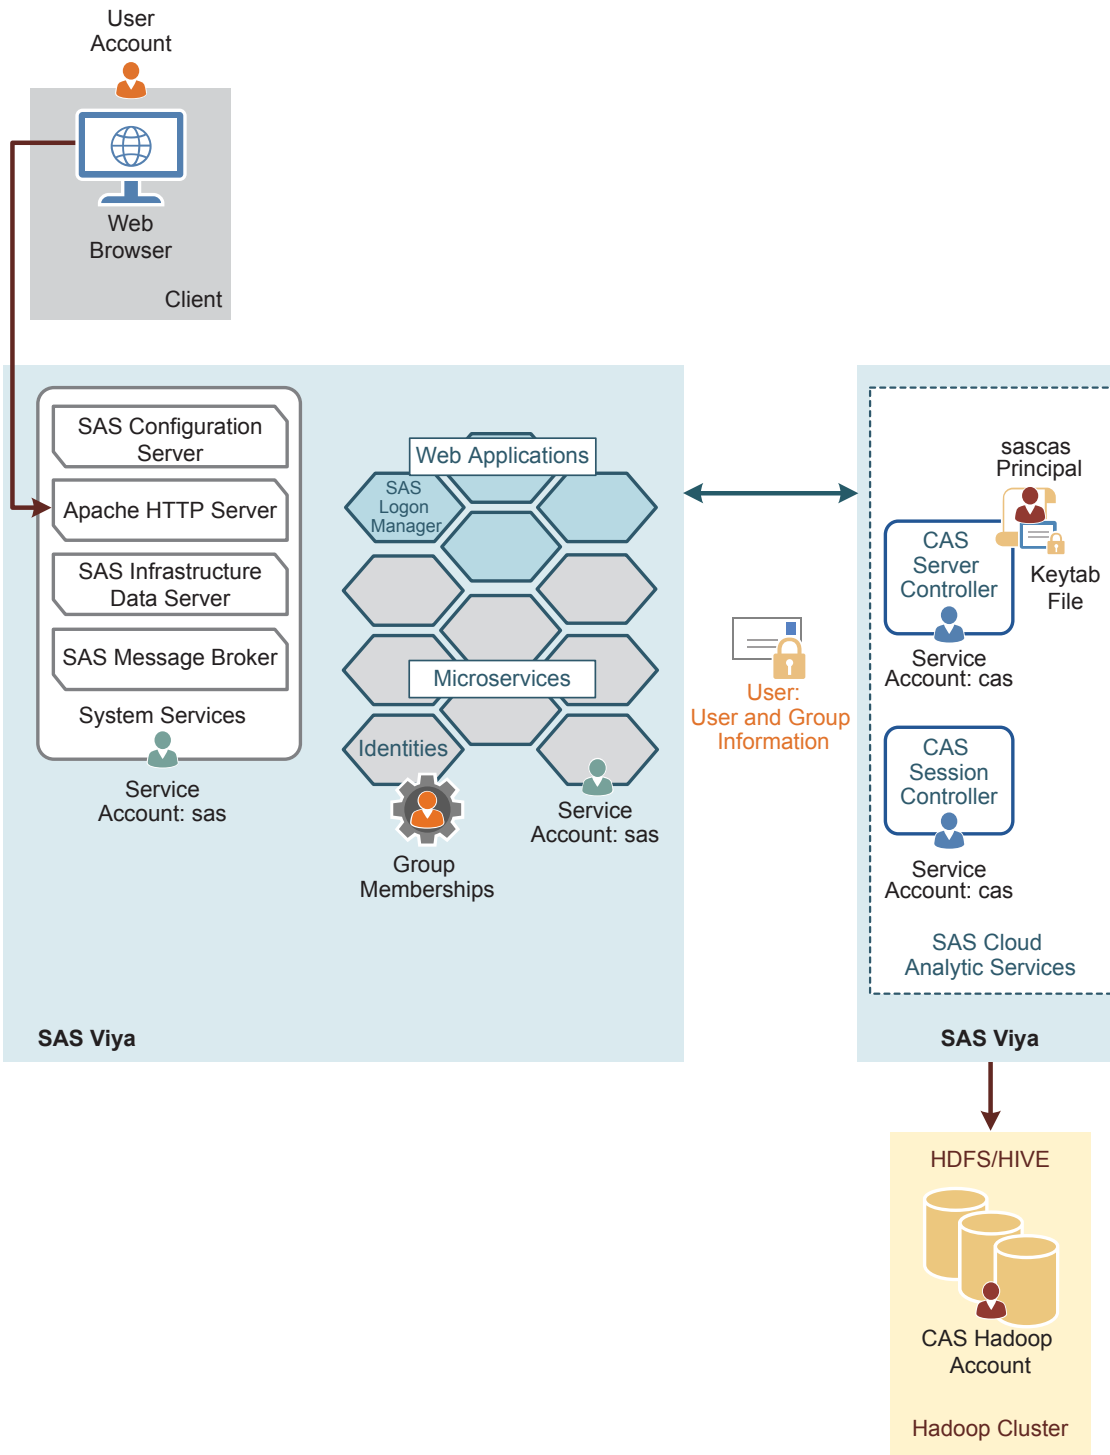 User
Account
Web
Browser
Client
SAS Configuration
Server
Apache HTTP Server
SAS Infrastructure
Data Server
SAS Message Broker
System Services
Service
Account: sas
Web Applications
SAS
Logon
Manager
Microservices
Identities
Group
Memberships
Service
Account: sas
SAS Viya
User:
User and Group
Information
sascas
Principal
Keytab
File
CAS
Server
Controller
Service
Account: cas
CAS
Session
Controller
Service
Account: cas
SAS Cloud
Analytic Services
SAS Viya
HDFS/HIVE
CAS Hadoop
Account
Hadoop Cluster